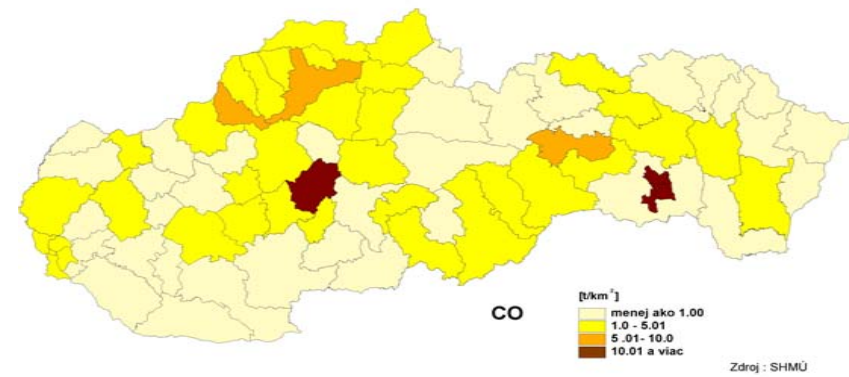 CO
[t/km²]
menej ako 1.00
1.0 - 5.01
5 .01- 10.0
10.01 a viac
Zdroj : SHMÚ